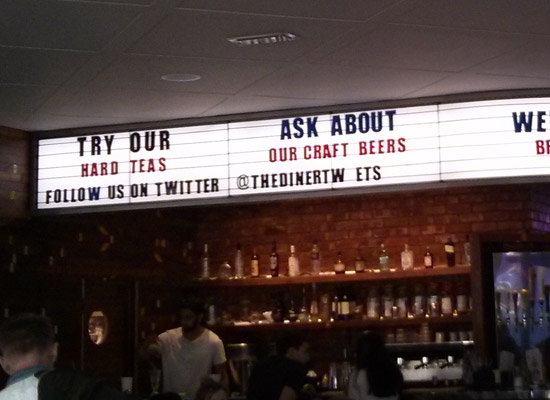 TRY OUR
HARD TEAS
FOLLOW US ON TWITTER @THEDINERTW ETS
ASK ABOUT
OUR CRAFT BEERS